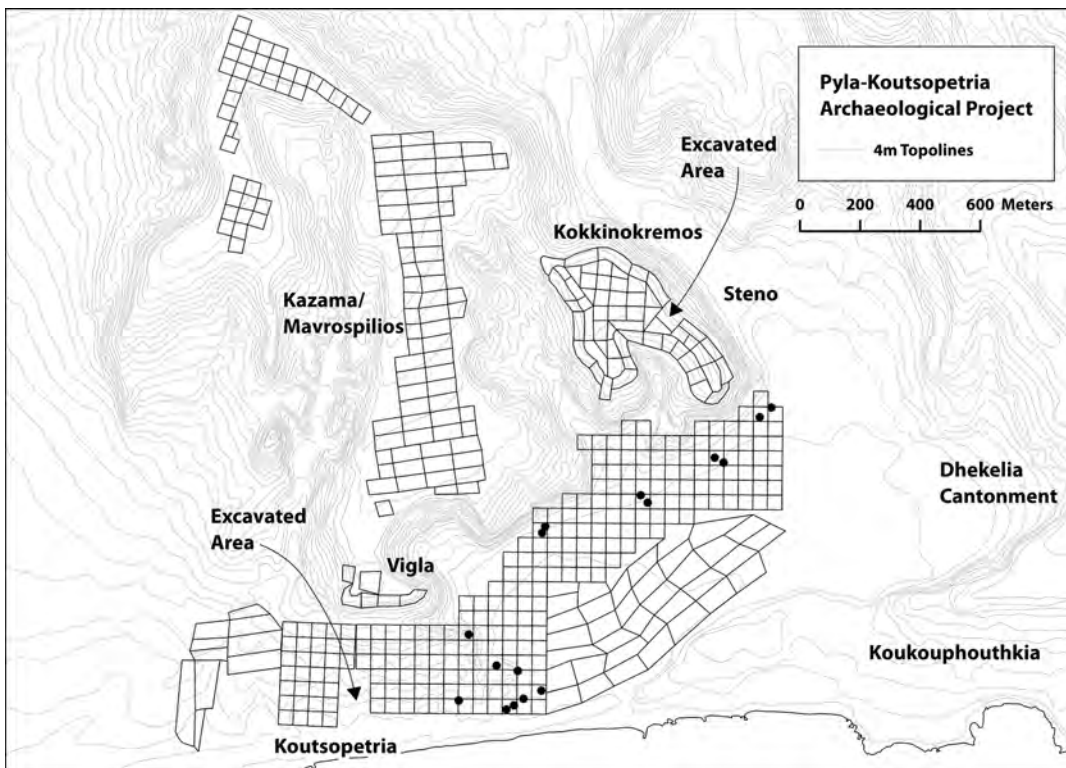 Pyla-Koutsopetria
Archaeological Project
4m Topolines
0 200 400 600 Meters
Excavated
Area
Kokkinokremos
Steno
Kazama/
Mavrospilios
Dhekelia
Cantonment
Excavated
Area
Vigla
Koukouphouthkia
Koutsopetria